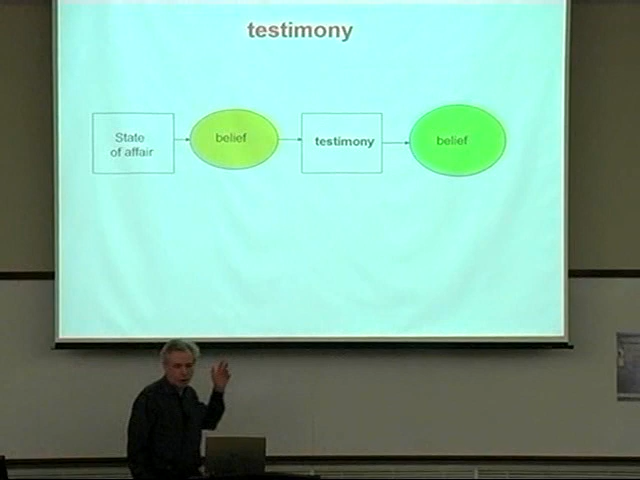 testimony
State
of affair
belief
testimony
belief